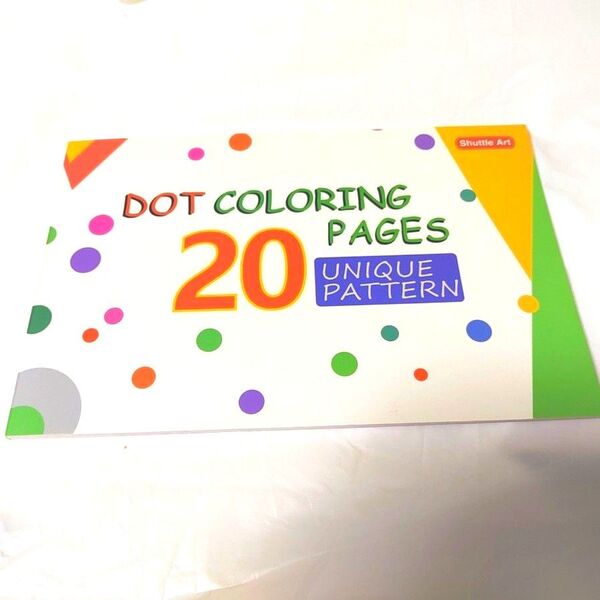 Shuttle Art
DOT COLORING
PAGES
20
UNIQUE
PATTERN